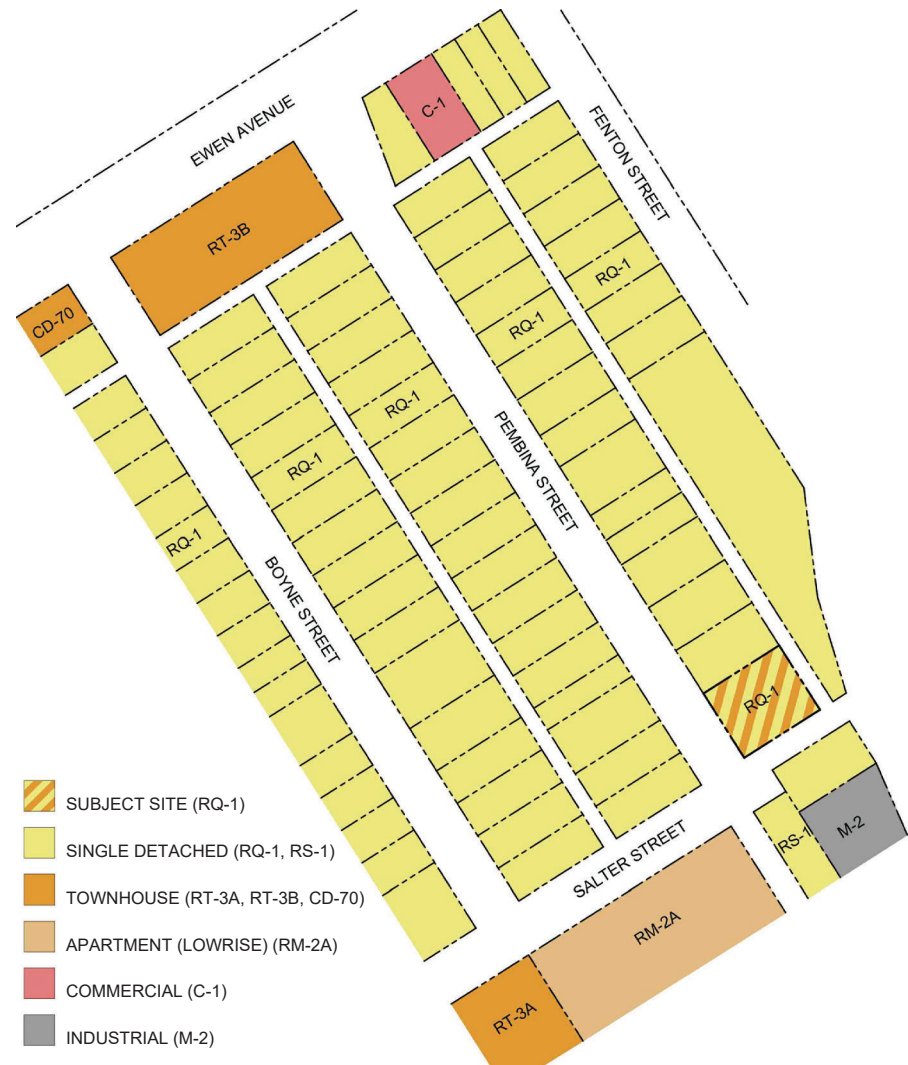 EWEN AVENUE
C-1
FENTON STREET
RT-3B
CD-70
RQ-1
RQ-1
RQ-1
RQ-1
RQ-1
PEMBINA STREET
BOYNE STREET
RQ-1
SALTER STREET
RS-1
M-2
RM-2A
RT-3A
SUBJECT SITE (RQ-1)
SINGLE DETACHED (RQ-1, RS-1)
TOWNHOUSE (RT-3A, RT-3B, CD-70)
APARTMENT (LOWRISE) (RM-2A)
COMMERCIAL (C-1)
INDUSTRIAL (M-2)